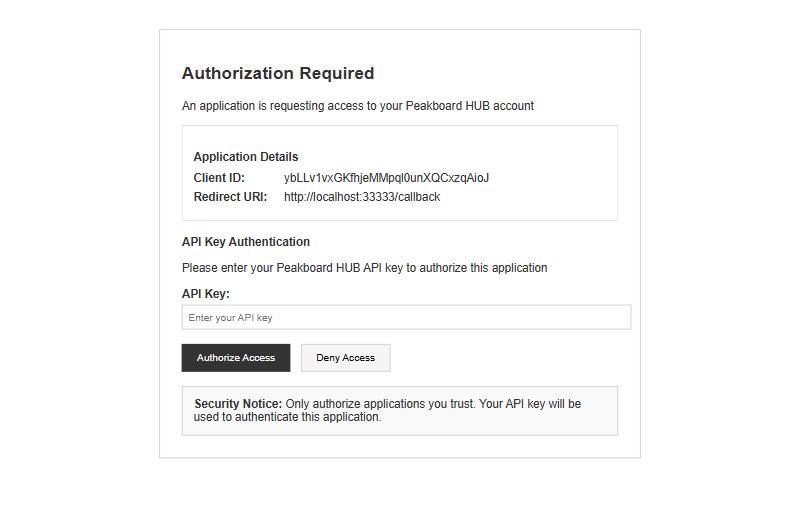 Authorization Required
An application is requesting access to your Peakboard HUB account
Application Details
Client ID: ybLLv1vxGKfhjeMMpql0unXQCxzqAioJ
Redirect URI: http://localhost:33333/callback
API Key Authentication
Please enter your Peakboard HUB API key to authorize this application
API Key:
Enter your API key
Authorize Access Deny Access
Security Notice: Only authorize applications you trust. Your API key will be
used to authenticate this application.